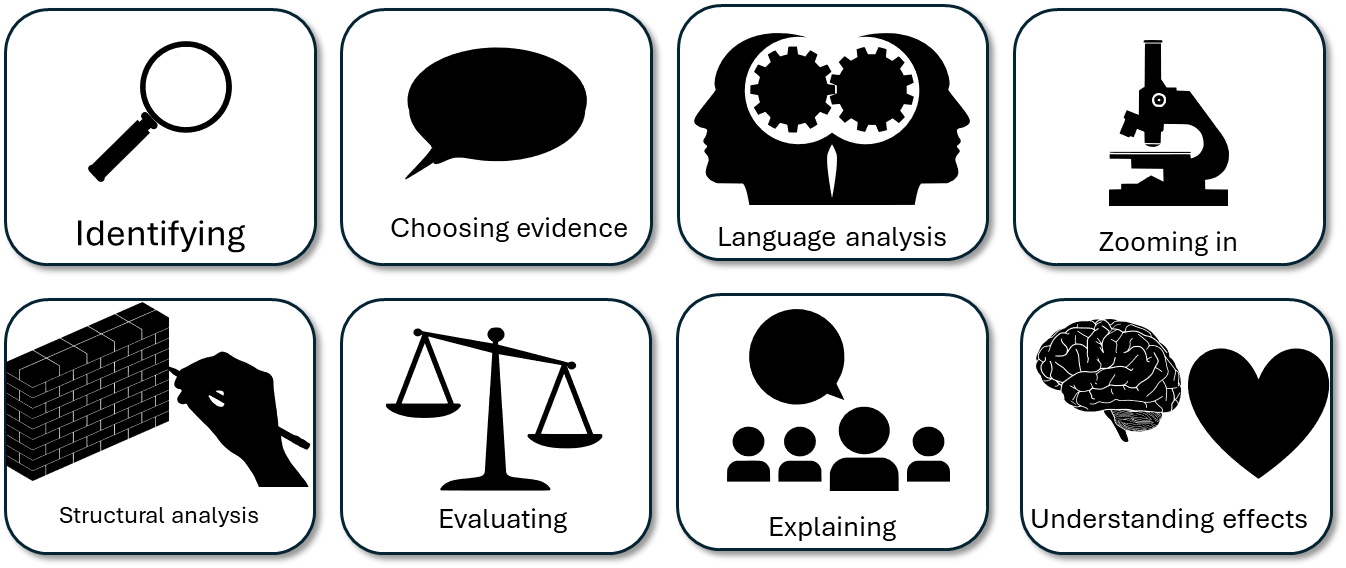 Identifying
Choosing evidence
Language analysis
Zooming in
Structural analysis
Evaluating
Explaining
Understanding effects